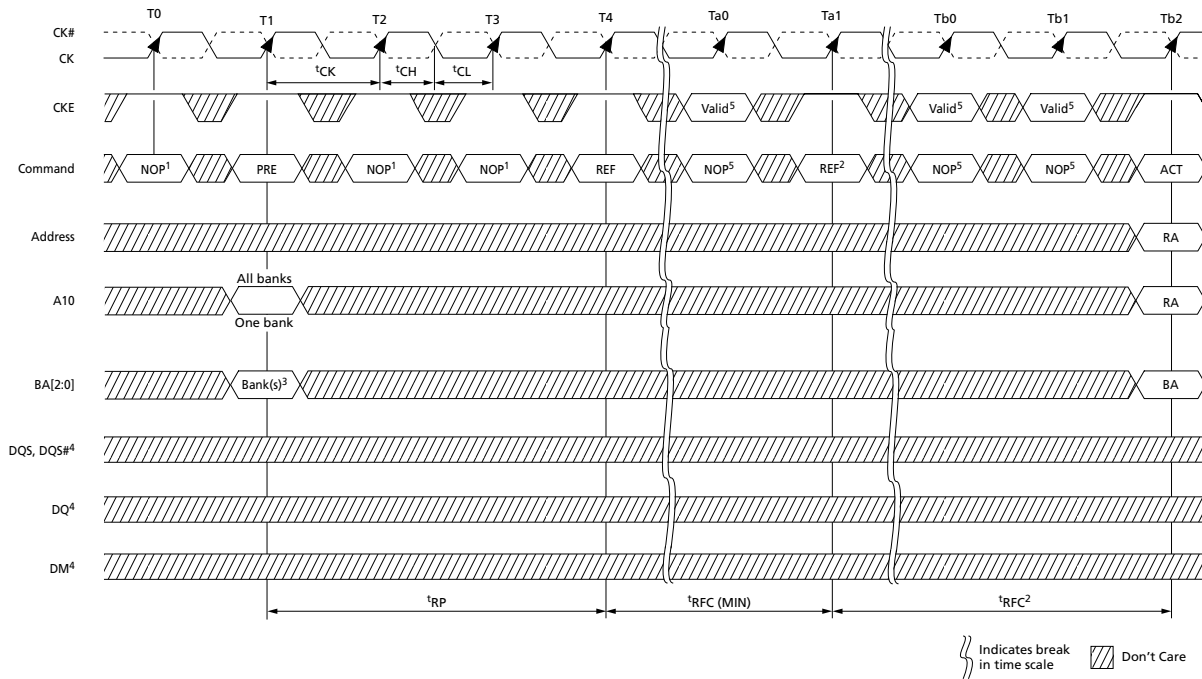 T0 T1 T2 T3 T4 Ta0 Ta1 Tb0 Tb1 Tb2
CK#
CK
tCK tCH tCL
CKE Valid5 Valid5 Valid5
Command NOP1 PRE NOP1 NOP1 REF NOP5 REF2 NOP5 NOP5 ACT
Address RA
All banks
A10 RA
One bank
BA[2:0] Bank(s)3 BA
DQS, DQS#4
DQ4
DM4
tRP tRFC (MIN) tRFC2
Indicates break
in time scale
Don't Care